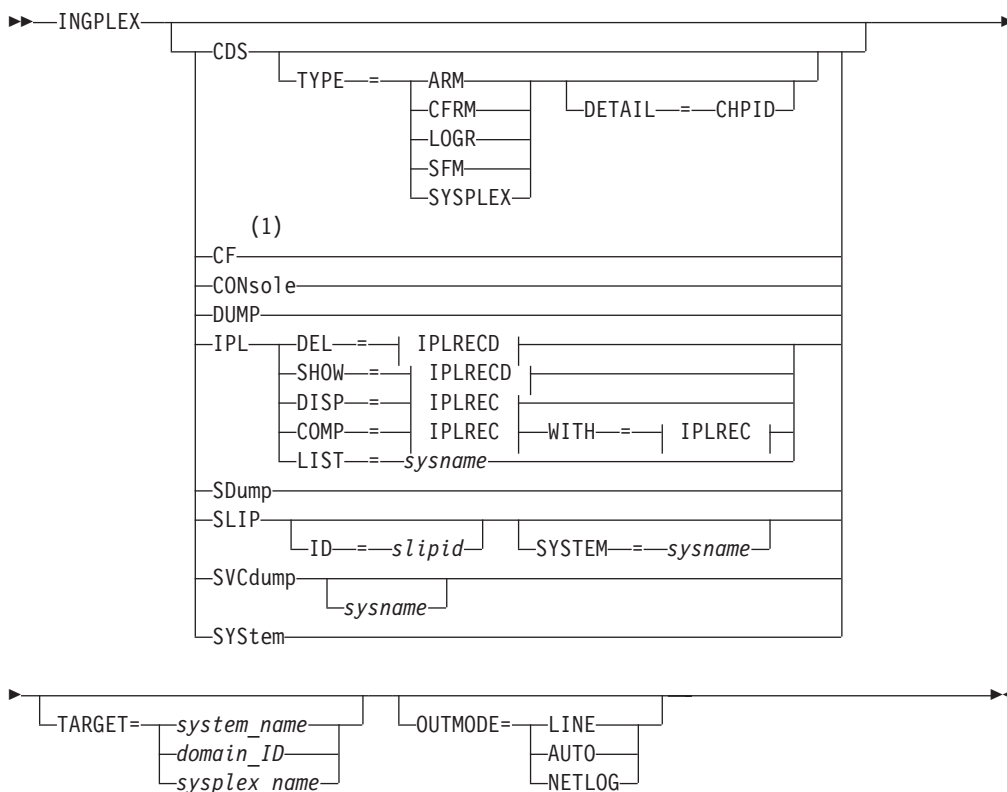 INGPLEX
CDS
TYPE = ARM
CFRM DETAIL = CHPID
LOGR
SFM
SYSPLEX
(1)
CF
CONsole
DUMP
IPL DEL = IPLRECD
SHOW = IPLRECD
DISP = IPLREC
COMP = IPLREC WITH = IPLREC
LIST = sysname
SDump
SLIP
ID = slipid SYSTEM = sysname
SVCdump
sysname
SYStem
TARGET= system_name OUTMODE= LINE
domain_ID AUTO
sysplex_name NETLOG